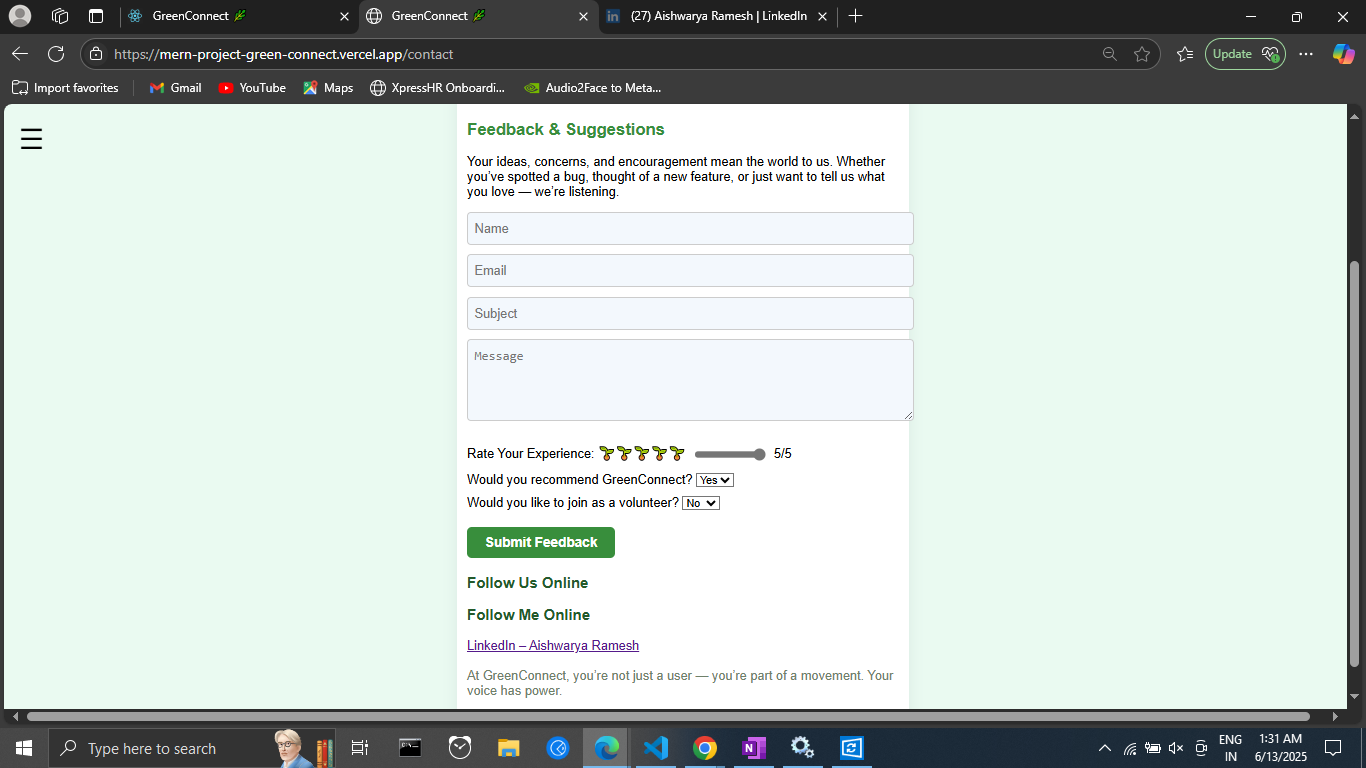 GreenConnect
GreenConnect
(27) Aishwarya Ramesh | LinkedIn
https://mern-project-green-connect.vercel.app/contact
Update
Import favorites
Gmail
YouTube
Maps
XpressHR Onboardi...
Audio2Face to Meta...
Feedback & Suggestions
Your ideas, concerns, and encouragement mean the world to us. Whether
you’ve spotted a bug, thought of a new feature, or just want to tell us what
you love — we’re listening.
Name
Email
Subject
Message
Rate Your Experience: 5/5
Would you recommend GreenConnect? Yes
Would you like to join as a volunteer? No
Submit Feedback
Follow Us Online
Follow Me Online
LinkedIn – Aishwarya Ramesh
At GreenConnect, you’re not just a user — you’re part of a movement. Your
voice has power.
Type here to search
ENG
IN
1:31 AM
6/13/2025